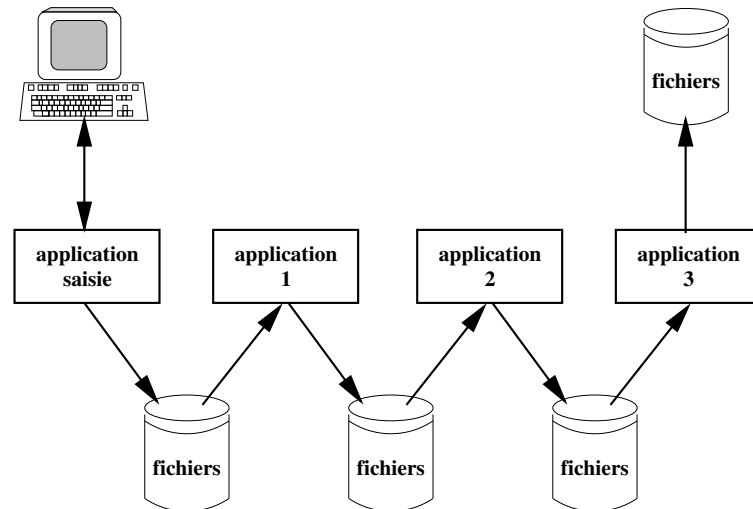 fichiers
application
saisie
application
1
application
2
application
3
fichiers
fichiers
fichiers